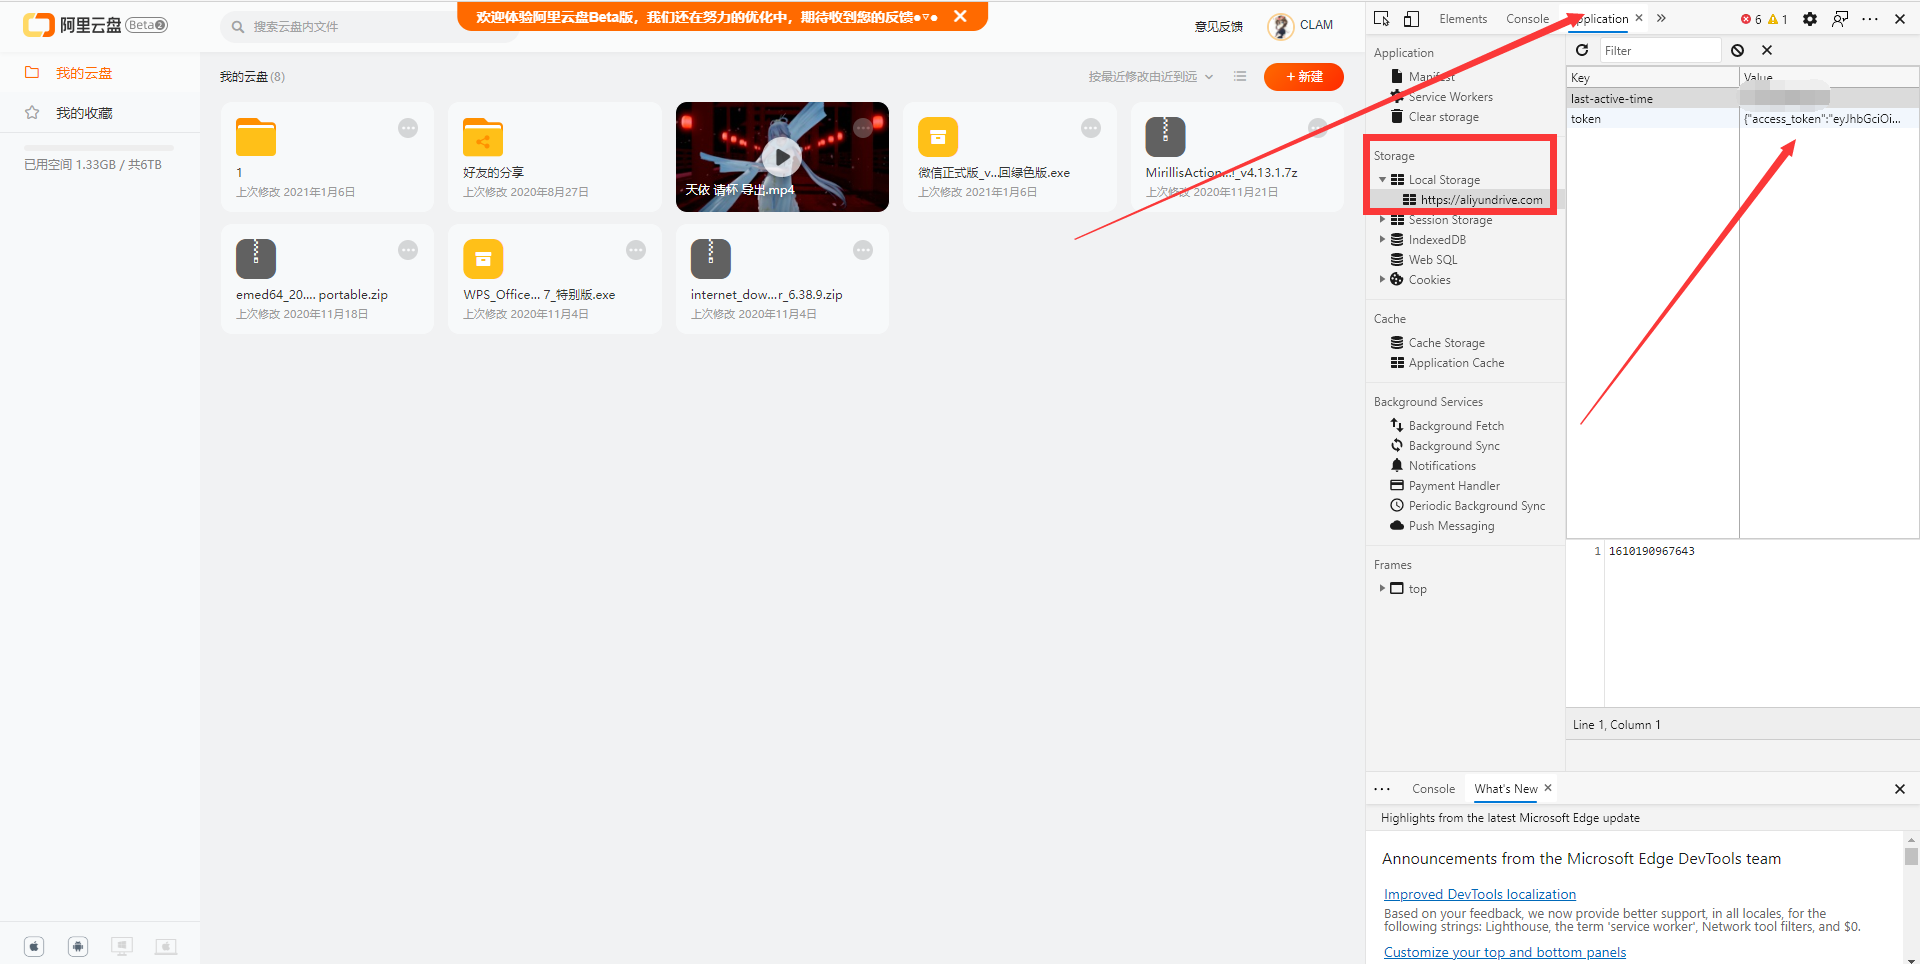 阿里云盘 Beta2
搜索云盘内文件
欢迎体验阿里云盘Beta版，我们还在努力的优化中，期待收到您的反馈●▿●
意见反馈
CLAM
我的云盘
我的收藏
已用空间 1.33GB / 共6TB
我的云盘(8)
按最近修改由近到远
+ 新建
1
上次修改 2021年1月6日
好友的分享
上次修改 2020年8月27日
天依 请怀 导出.mp4
微信正式版_v...回绿色版.exe
上次修改 2021年1月6日
MirillisAction...!_v4.13.1.7z
上次修改 2020年11月21日
emed64_20.... portable.zip
上次修改 2020年11月18日
WPS_Office... 7_特别版.exe
上次修改 2020年11月4日
internet_dow...r_6.38.9.zip
上次修改 2020年11月4日
Elements
Console
Application
6
1
Application
Manifest
Service Workers
Clear storage
Storage
Local Storage
https://aliyundrive.com
Session Storage
IndexedDB
Web SQL
Cookies
Cache
Cache Storage
Application Cache
Background Services
Background Fetch
Background Sync
Notifications
Payment Handler
Periodic Background Sync
Push Messaging
Frames
top
Filter
Key
Value
last-active-time
token
{"access_token":"eyJhbGciOi...
1 1610190967643
Line 1, Column 1
Console
What's New
Highlights from the latest Microsoft Edge update
Announcements from the Microsoft Edge DevTools team
Improved DevTools localization
Based on your feedback, we now provide better support, in all locales, for the
following strings: Lighthouse, the term 'service worker', Network tool filters, and $0.
Customize your top and bottom panels